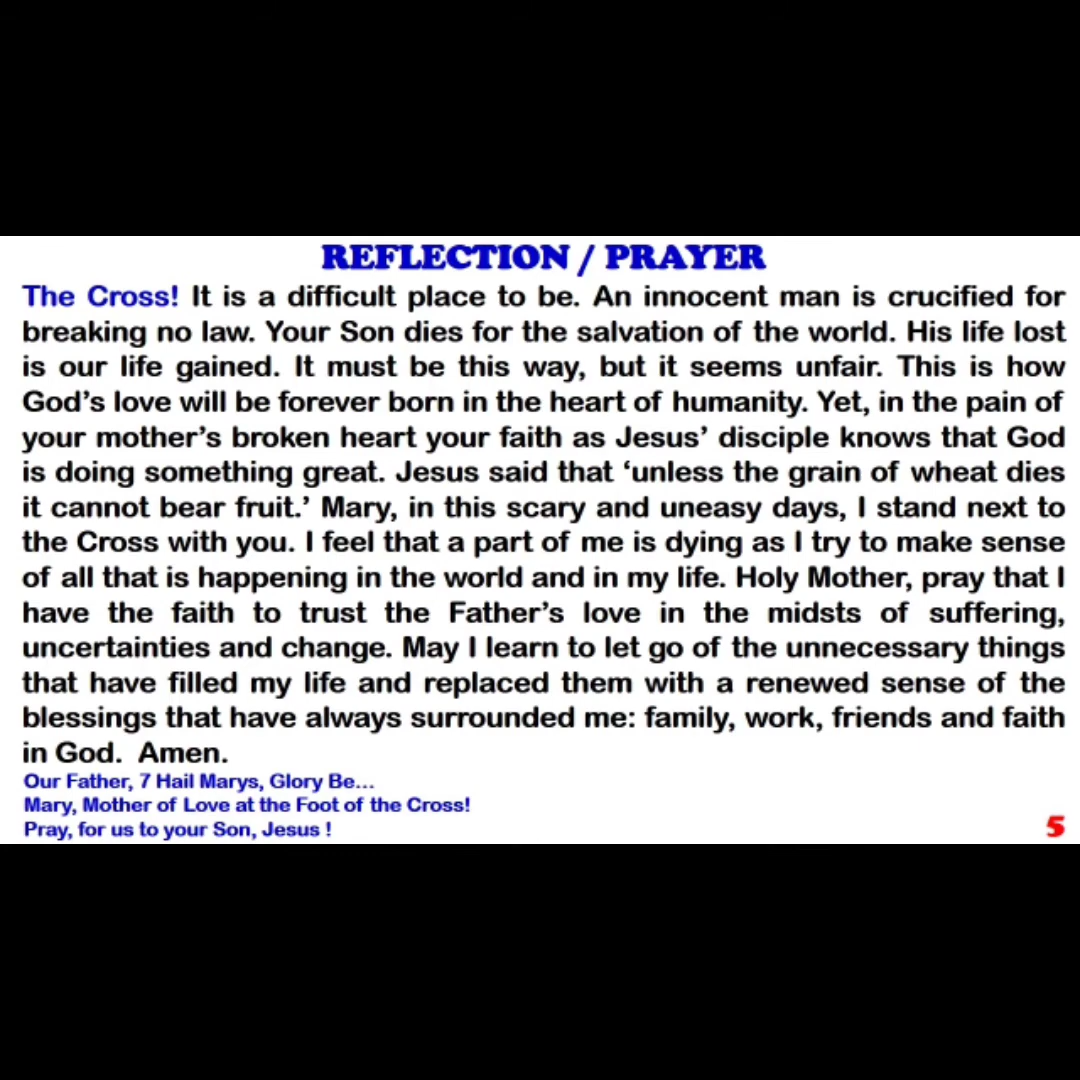 REFLECTION / PRAYER
The Cross! It is a difficult place to be. An innocent man is crucified for
breaking no law. Your Son dies for the salvation of the world. His life lost
is our life gained. It must be this way, but it seems unfair. This is how
God’s love will be forever born in the heart of humanity. Yet, in the pain of
your mother’s broken heart your faith as Jesus’ disciple knows that God
is doing something great. Jesus said that ‘unless the grain of wheat dies
it cannot bear fruit.’ Mary, in this scary and uneasy days, I stand next to
the Cross with you. I feel that a part of me is dying as I try to make sense
of all that is happening in the world and in my life. Holy Mother, pray that I
have the faith to trust the Father’s love in the midsts of suffering,
uncertainties and change. May I learn to let go of the unnecessary things
that have filled my life and replaced them with a renewed sense of the
blessings that have always surrounded me: family, work, friends and faith
in God.  Amen.
Our Father, 7 Hail Marys, Glory Be...
Mary, Mother of Love at the Foot of the Cross!
Pray, for us to your Son, Jesus !
5